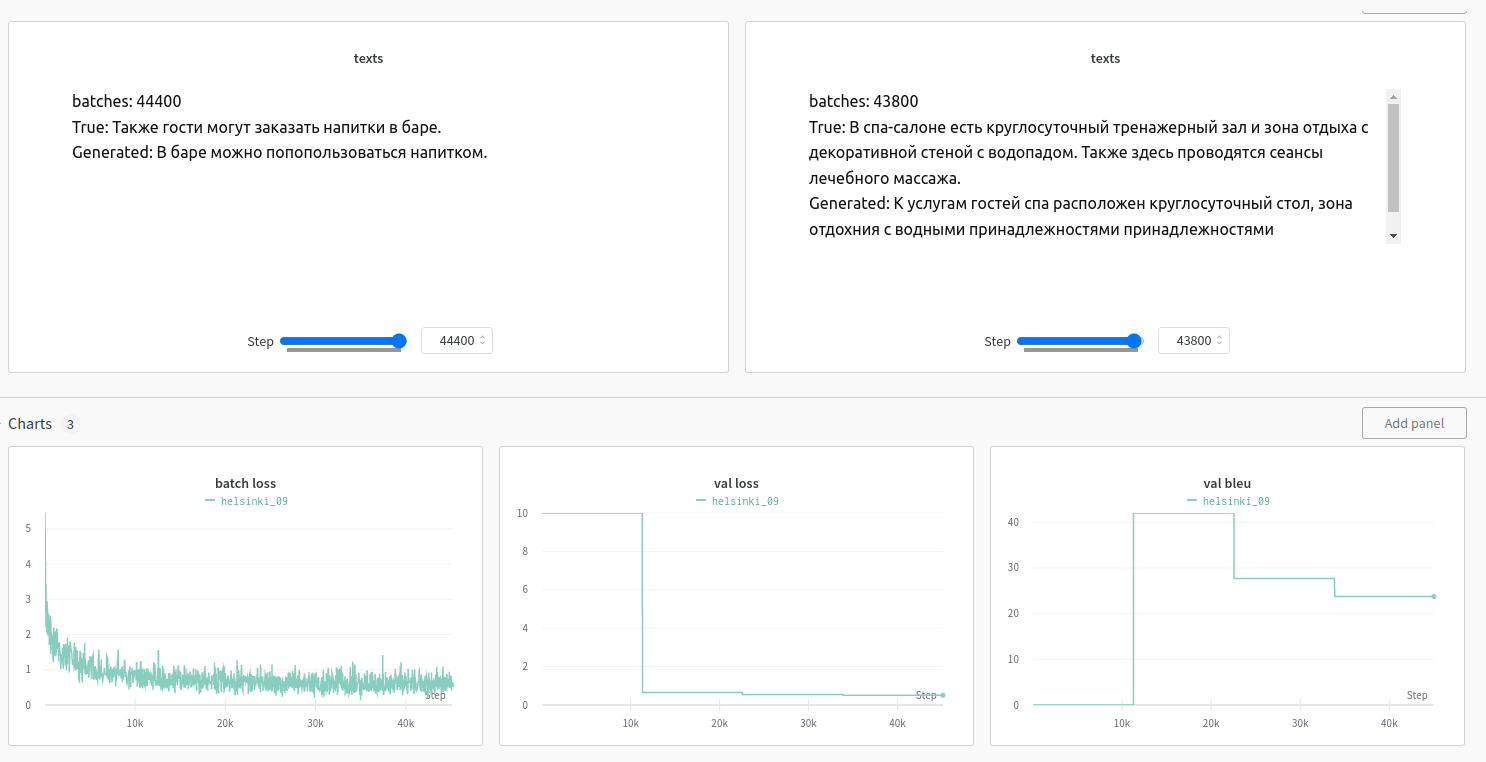 texts
batches: 44400
True: Также гости могут заказать напитки в баре.
Generated: В баре можно попопользоваться напитком.
Step 44400
texts
batches: 43800
True: В спа-салоне есть круглосуточный тренажерный зал и зона отдыха с
декоративной стеной с водопадом. Также здесь проводятся сеансы
лечебного массажа.
Generated: К услугам гостей спа расположен круглосуточный стол, зона
отдохния с водными принадлежностями принадлежностями
Step 43800
Charts 3
Add panel
batch loss
helsinki_09
5
4
3
2
1
0
Step
10k 20k 30k 40k
val loss
helsinki_09
10
8
6
4
2
0
Step
10k 20k 30k 40k
val bleu
helsinki_09
40
30
20
10
0
Step
10k 20k 30k 40k